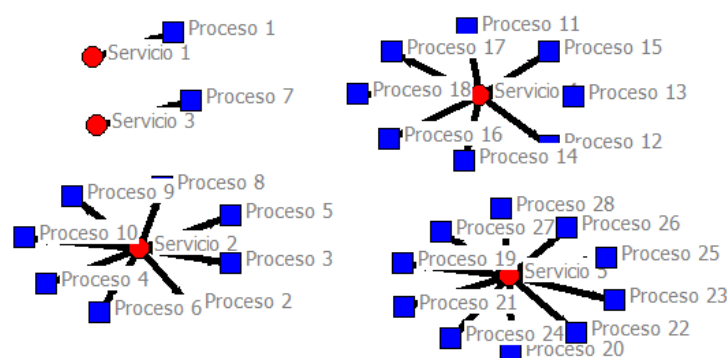 Proceso 1
Servicio 1
Proceso 7
Servicio 3
Proceso 11
Proceso 17
Proceso 15
Proceso 18
Servicio
Proceso 13
Proceso 16
Proceso 12
Proceso 14
Proceso 8
Proceso 9
Proceso 5
Proceso 10
Servicio 2
Proceso 3
Proceso 4
Proceso 6
Proceso 2
Proceso 28
Proceso 27
Proceso 26
Proceso 19
Proceso 25
Servicio 5
Proceso 21
Proceso 23
Proceso 24
Proceso 22
Proceso 20